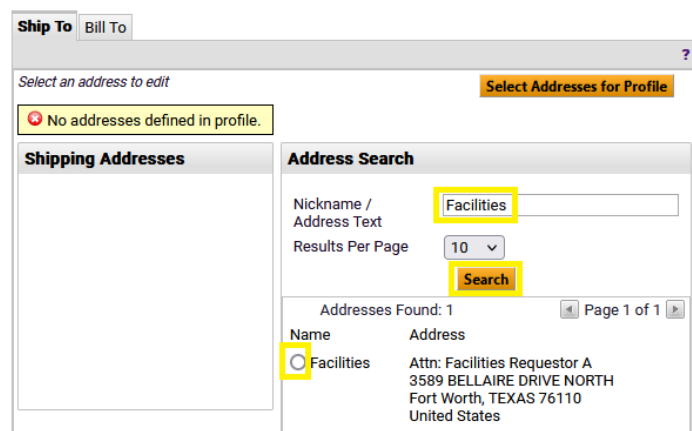 Ship To Bill To
?
Select an address to edit
Select Addresses for Profile
No addresses defined in profile.
Shipping Addresses
Address Search
Nickname /
Address Text
Facilities
Results Per Page 10
Search
Addresses Found: 1 Page 1 of 1
Name Address
Facilities Attn: Facilities Requestor A
3589 BELLAIRE DRIVE NORTH
Fort Worth, TEXAS 76110
United States